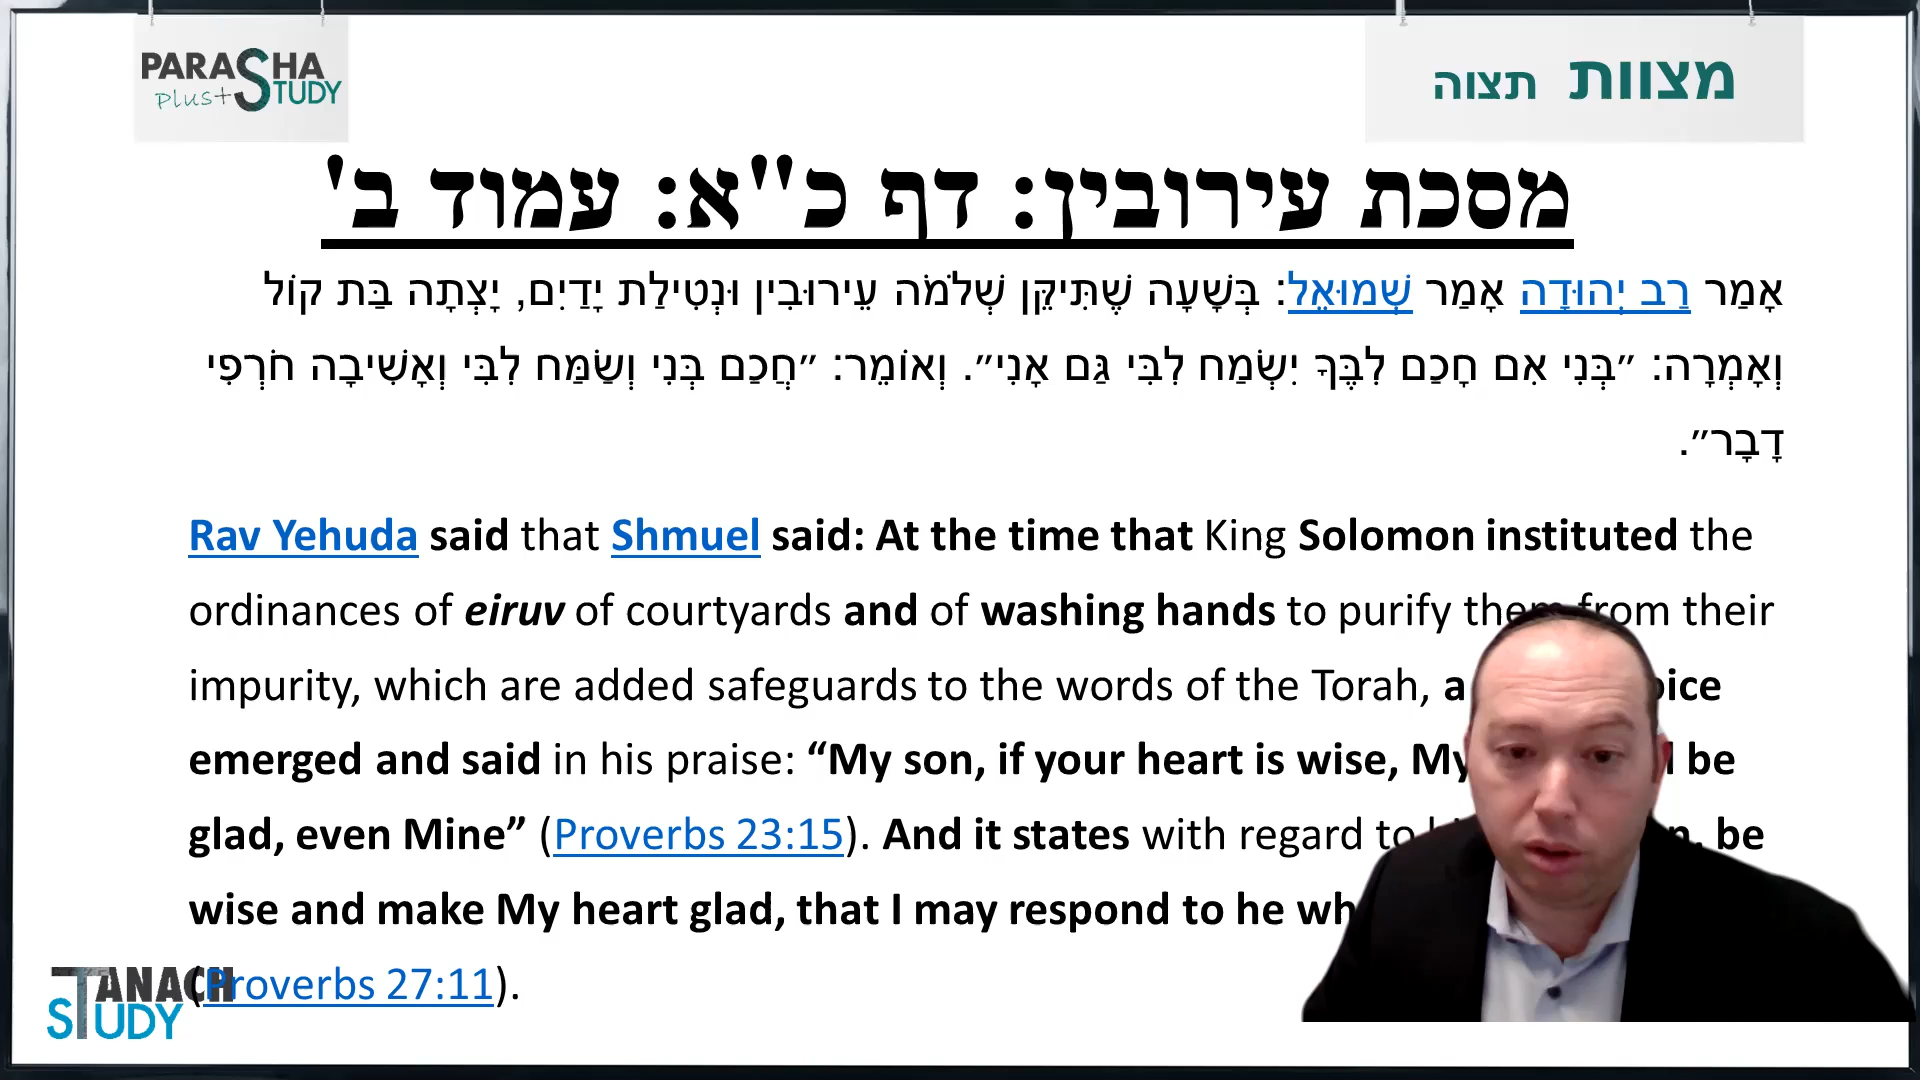 PARASHA
plus+ STUDY
מצוות תצוה
מסכת עירובין: דף כ"א: עמוד ב'
אָמַר רַב יְהוּדָה אָמַר שְׁמוּאֵל: בְּשָׁעָה שֶׁתִּיקֵּן שְׁלֹמֹה עֵירוּבִין וּנְטִילַת יָדַיִם, יָצְתָה בַּת קוֹל
וְאָמְרָה: ״בְּנִי אִם חָכַם לִבֶּךָ יִשְׂמַח לִבִּי גַּם אָנִי״. וְאוֹמֵר: ״חֲכַם בְּנִי וְשַׂמַּח לִבִּי וְאָשִׁיבָה חֹרְפִי
דָבָר״.
Rav Yehuda said that Shmuel said: At the time that King Solomon instituted the
ordinances of eiruv of courtyards and of washing hands to purify them from their
impurity, which are added safeguards to the words of the Torah, a
emerged and said in his praise: “My son, if your heart is wise, My be
glad, even Mine” (Proverbs 23:15). And it states with regard to be
wise and make My heart glad, that I may respond to he
(Proverbs 27:11).
TANACH
STUDY